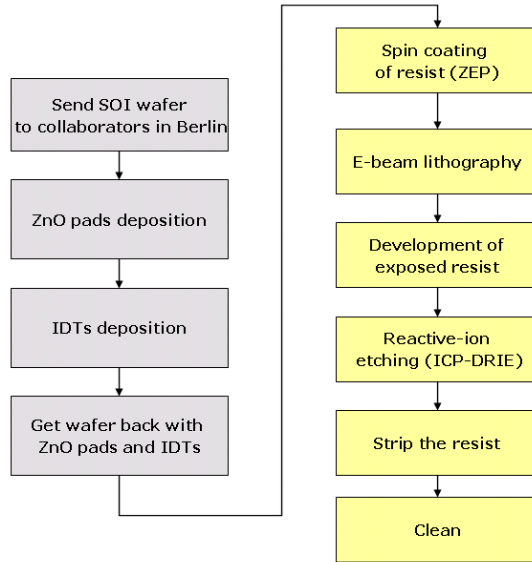 Send SOI wafer
to collaborators in Berlin
ZnO pads deposition
IDTs deposition
Get wafer back with
ZnO pads and IDTs
Spin coating
of resist (ZEP)
E-beam lithography
Development of
exposed resist
Reactive-ion
etching (ICP-DRIE)
Strip the resist
Clean